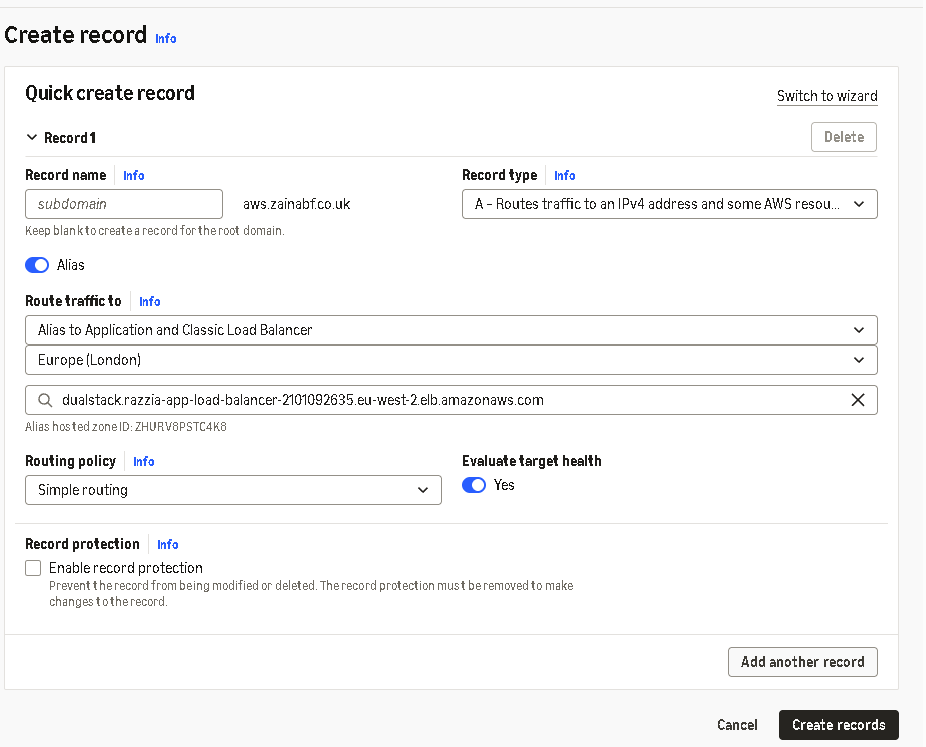 Create record Info
Quick create record
Switch to wizard
Record 1
Delete
Record name Info
Record type Info
subdomain
aws.zainabf.co.uk
A – Routes traffic to an IPv4 address and some AWS resou...
Keep blank to create a record for the root domain.
Alias
Route traffic to Info
Alias to Application and Classic Load Balancer
Europe (London)
dualstack.razzia-app-load-balancer-2101092635.eu-west-2.elb.amazonaws.com
Alias hosted zone ID: ZHURV8PSTC4K8
Routing policy Info
Evaluate target health
Simple routing
Yes
Record protection Info
Enable record protection
Prevent the record from being modified or deleted. The record protection must be removed to make
changes to the record.
Add another record
Cancel
Create records